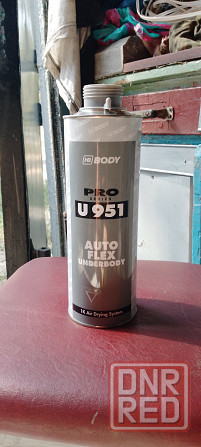 HB BODY
PRO
SERIES
U 951
AUTO
FLEX
UNDERBODY
1K Air Drying System
DNR
RED